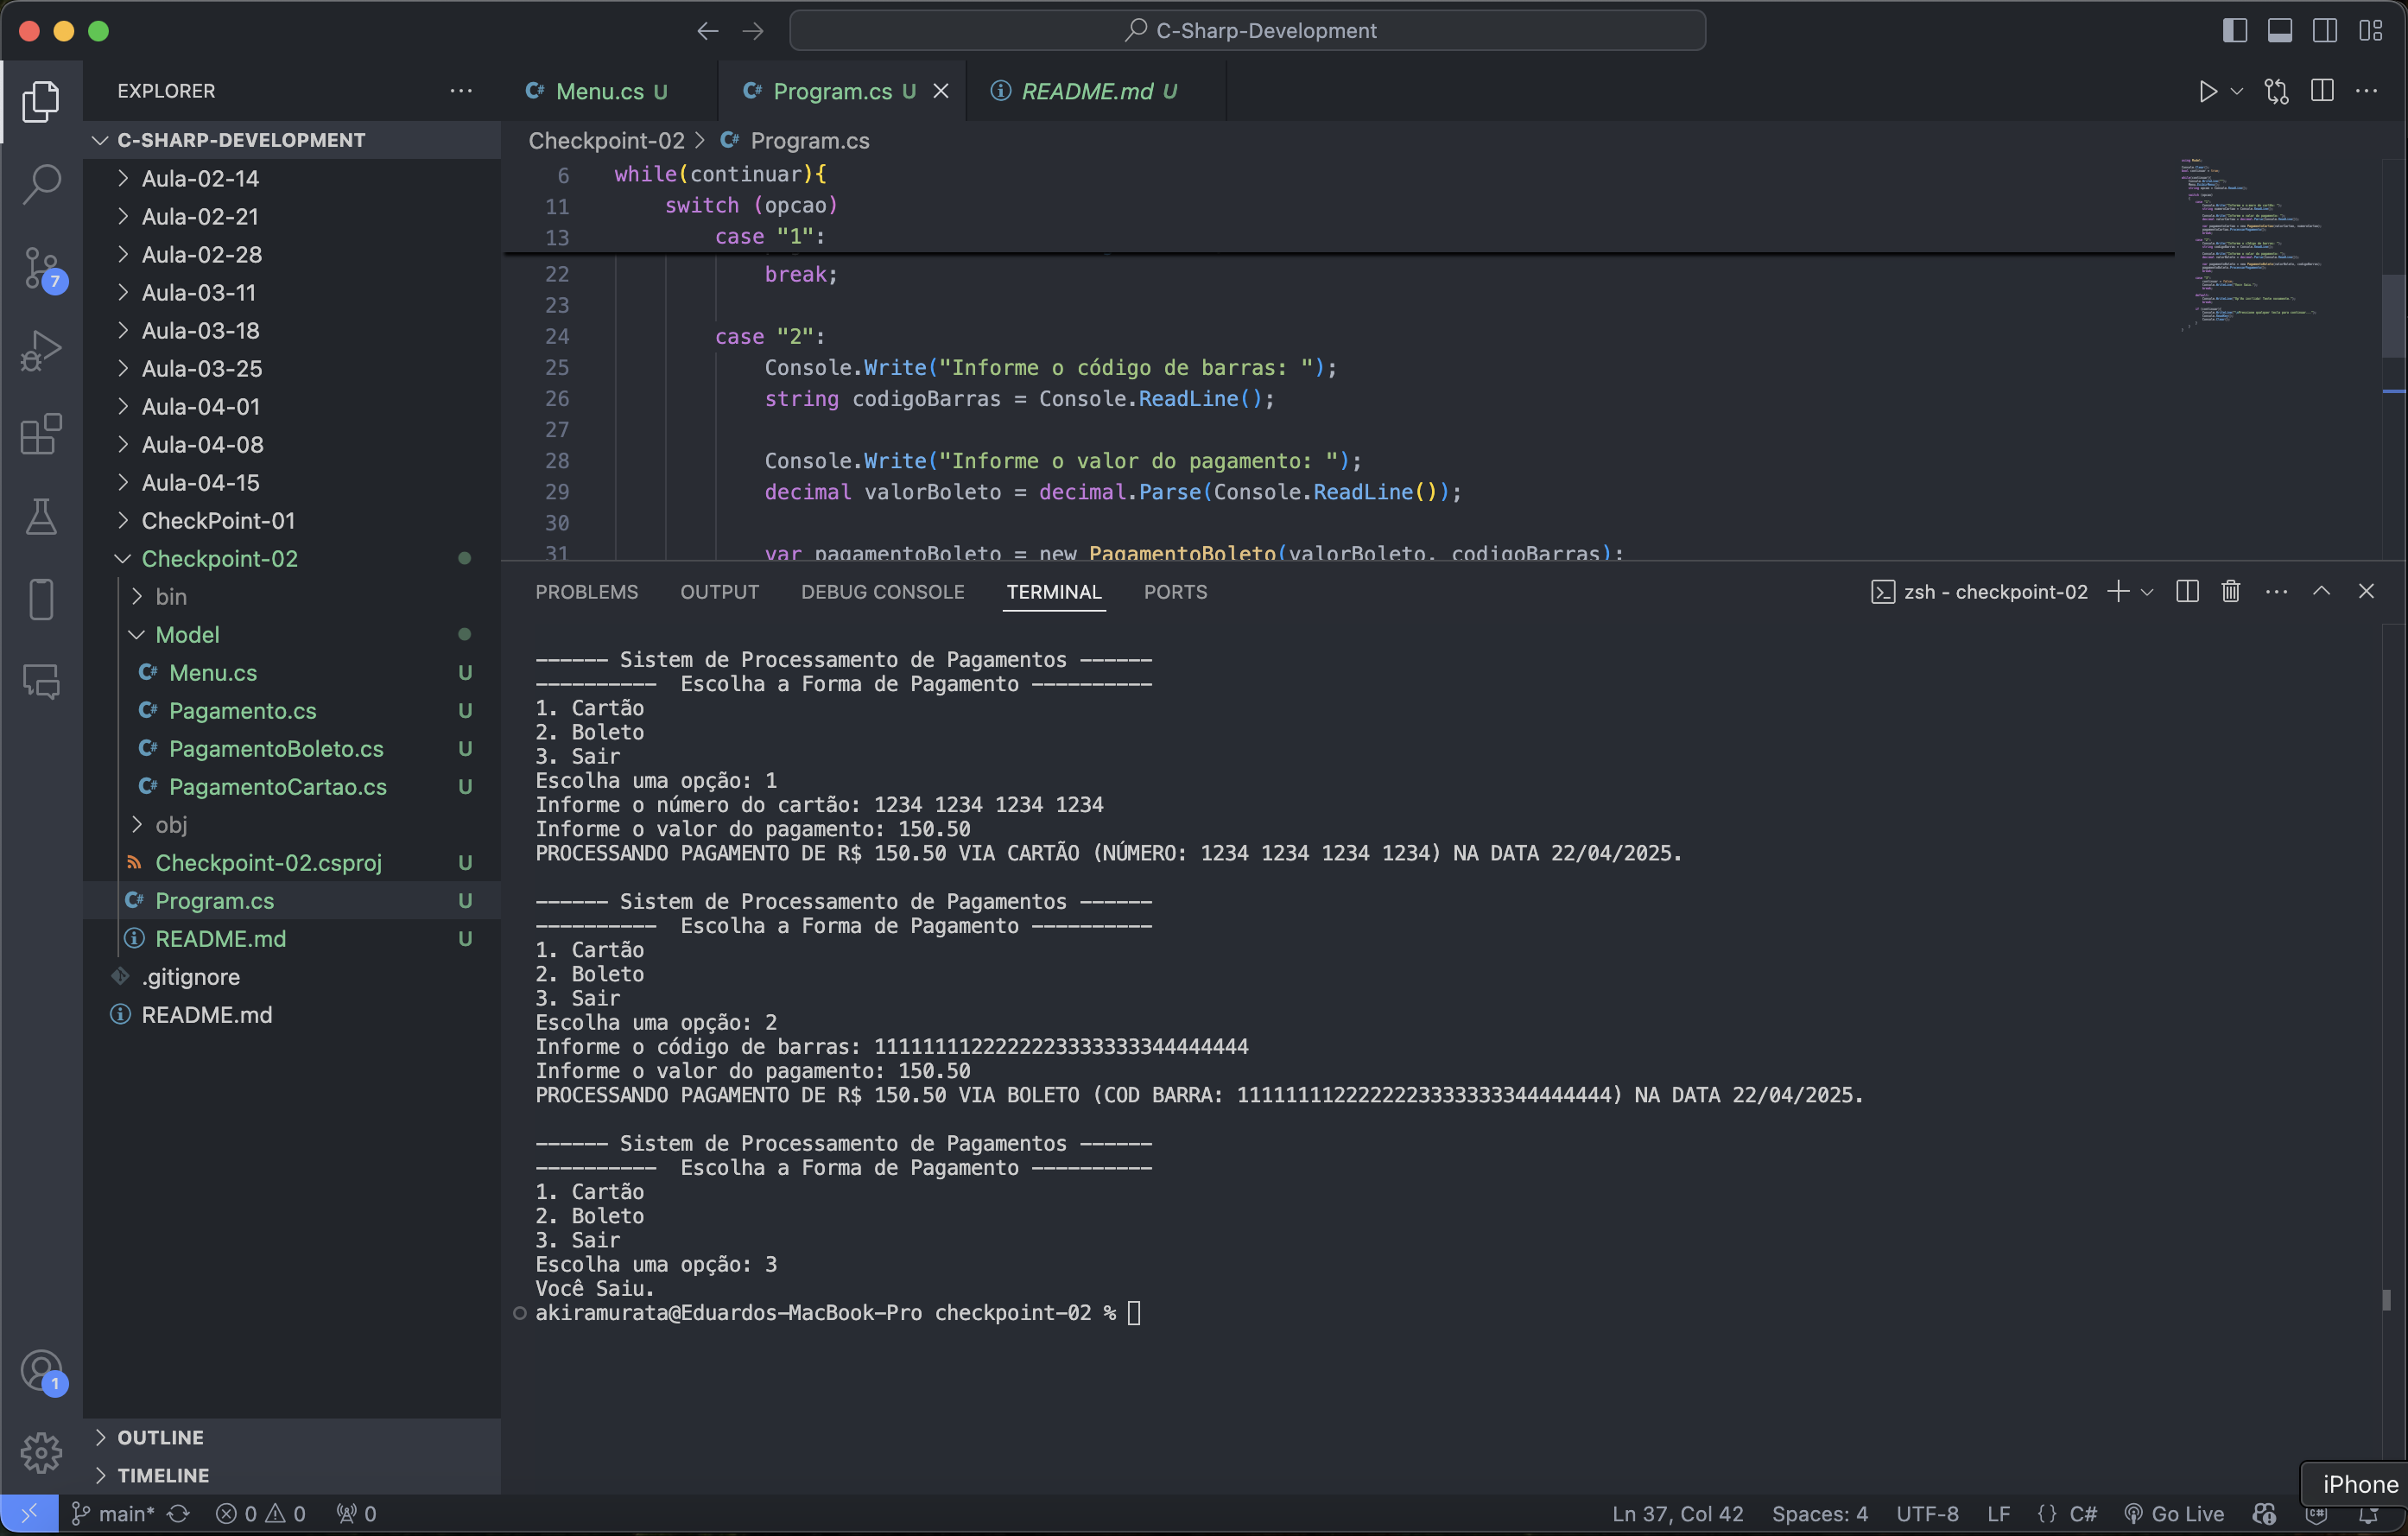 C-Sharp-Development
EXPLORER
C-SHARP-DEVELOPMENT
Aula-02-14
Aula-02-21
Aula-02-28
Aula-03-11
Aula-03-18
Aula-03-25
Aula-04-01
Aula-04-08
Aula-04-15
CheckPoint-01
Checkpoint-02
bin
Model
Menu.cs U
Pagamento.cs U
PagamentoBoleto.cs U
PagamentoCartao.cs U
obj
Checkpoint-02.csproj U
Program.cs U
README.md U
.gitignore
README.md
OUTLINE
TIMELINE
7
1
Menu.cs U
Program.cs U
README.md U
Checkpoint-02 > Program.cs
6 while(continuar){
11 switch (opcao)
13 case "1":
22 break;
23
24 case "2":
25 Console.Write("Informe o código de barras: ");
26 string codigoBarras = Console.ReadLine();
27
28 Console.Write("Informe o valor do pagamento: ");
29 decimal valorBoleto = decimal.Parse(Console.ReadLine());
30
31 var pagamentoBoleto = new PagamentoBoleto(valorBoleto, codigoBarras);
PROBLEMS OUTPUT DEBUG CONSOLE TERMINAL PORTS
zsh - checkpoint-02
------ Sistem de Processamento de Pagamentos ------
---------- Escolha a Forma de Pagamento ----------
1. Cartão
2. Boleto
3. Sair
Escolha uma opção: 1
Informe o número do cartão: 1234 1234 1234 1234
Informe o valor do pagamento: 150.50
PROCESSANDO PAGAMENTO DE R$ 150.50 VIA CARTÃO (NÚMERO: 1234 1234 1234 1234) NA DATA 22/04/2025.
------ Sistem de Processamento de Pagamentos ------
---------- Escolha a Forma de Pagamento ----------
1. Cartão
2. Boleto
3. Sair
Escolha uma opção: 2
Informe o código de barras: 1111111122222222333333344444444
Informe o valor do pagamento: 150.50
PROCESSANDO PAGAMENTO DE R$ 150.50 VIA BOLETO (COD BARRA: 1111111122222222333333344444444) NA DATA 22/04/2025.
------ Sistem de Processamento de Pagamentos ------
---------- Escolha a Forma de Pagamento ----------
1. Cartão
2. Boleto
3. Sair
Escolha uma opção: 3
Você Saiu.
akiramurata@Eduardos-MacBook-Pro checkpoint-02 %
iPhone
main* 0 0 0
Ln 37, Col 42 Spaces: 4 UTF-8 LF {} C# Go Live